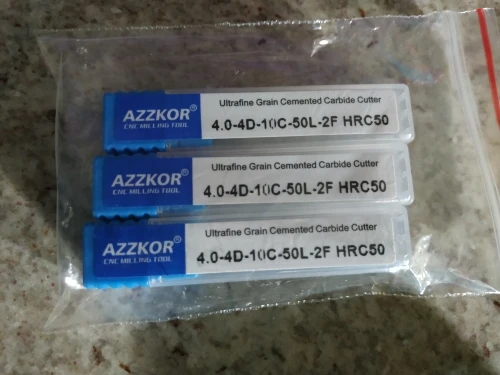 AZZKOR®
CNC MILLING TOOL
Ultrafine Grain Cemented Carbide Cutter
4.0-4D-10C-50L-2F HRC50
AZZKOR®
CNC MILLING TOOL
Ultrafine Grain Cemented Carbide Cutter
4.0-4D-10C-50L-2F HRC50
AZZKOR®
CNC MILLING TOOL
Ultrafine Grain Cemented Carbide Cutter
4.0-4D-10C-50L-2F HRC50